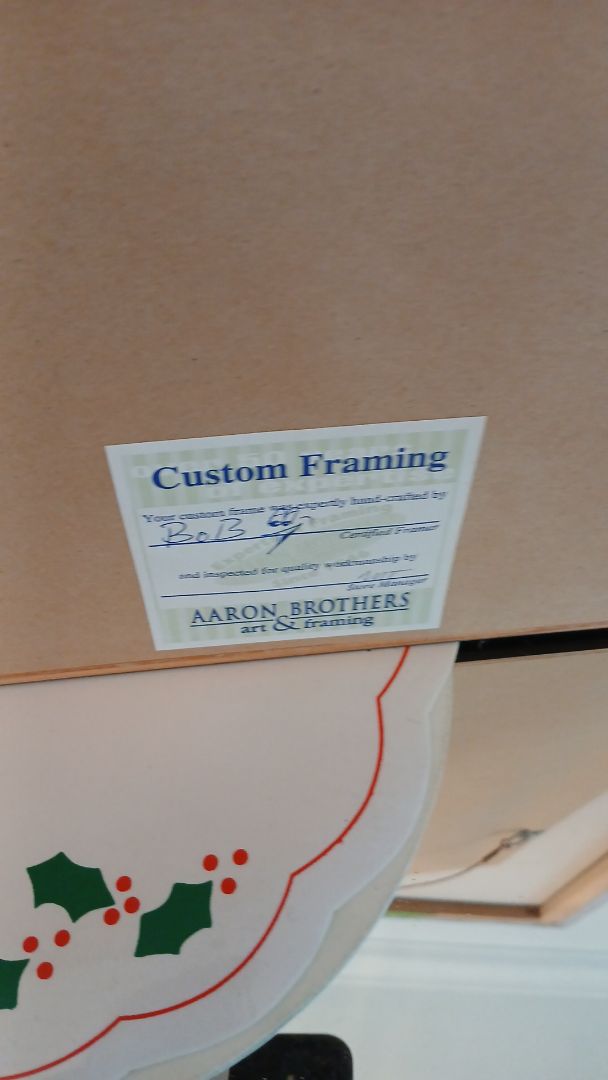 Custom Framing
Your custom frame was expertly hand-crafted by
BoB
Certified Framer
and inspected for quality workmanship by
Store Manager
AARON BROTHERS
art & framing